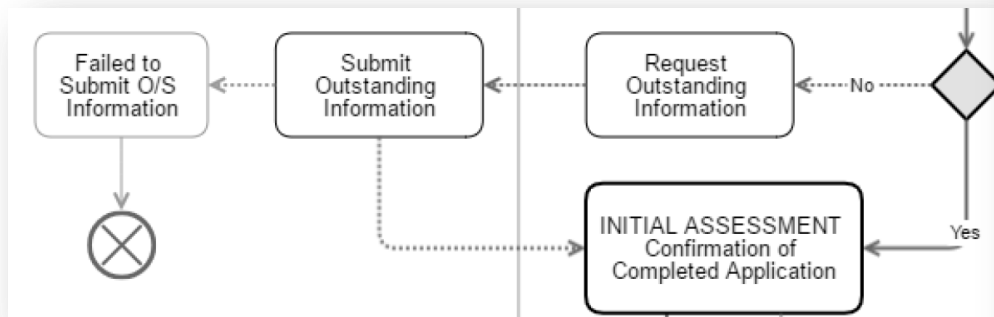 Failed to
Submit O/S
Information
Submit
Outstanding
Information
Request
Outstanding
Information
No
INITIAL ASSESSMENT
Confirmation of
Completed Application
Yes